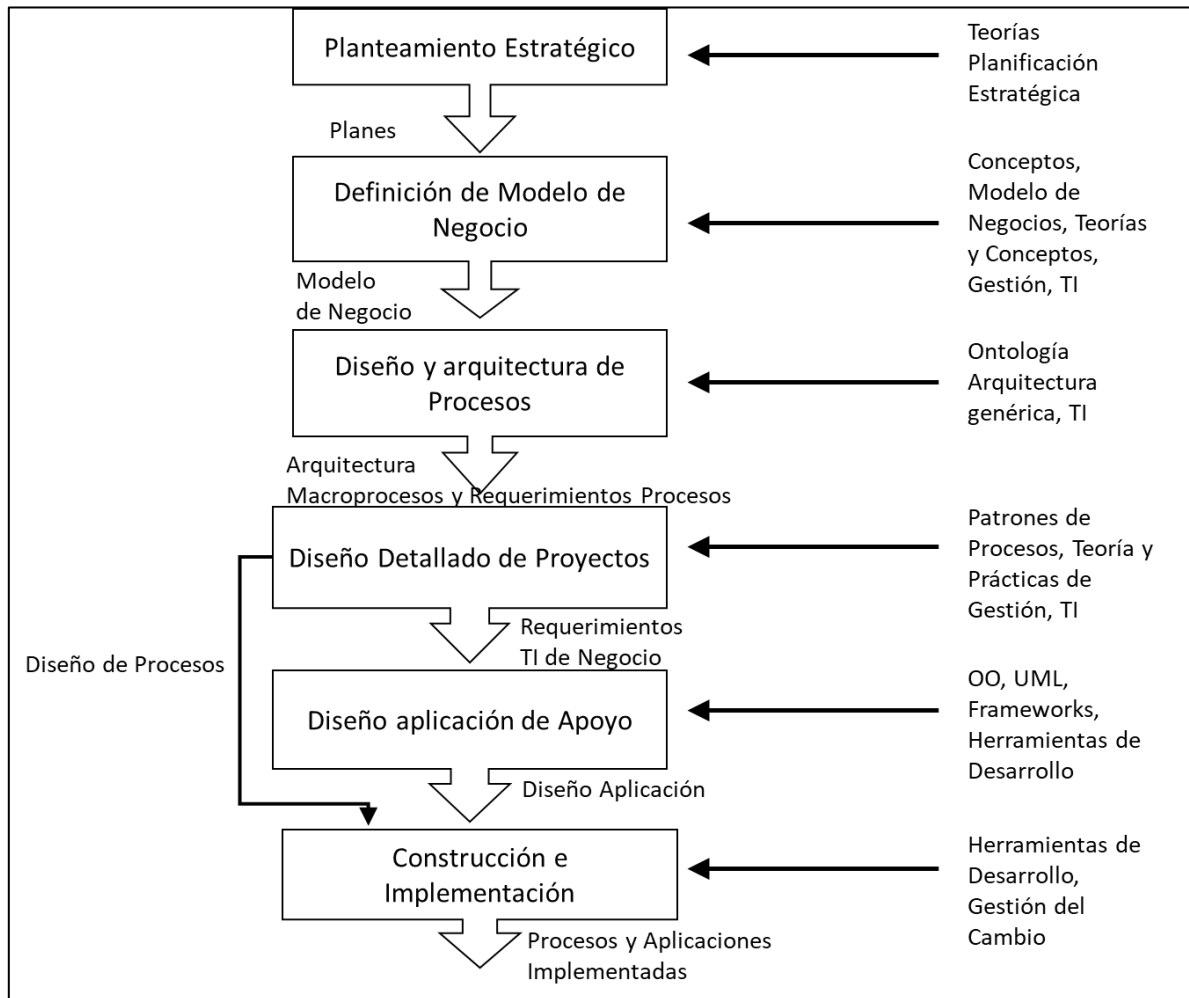 Planteamiento Estratégico
Teorías
Planificación
Estratégica
Planes
Definición de Modelo de
Negocio
Conceptos,
Modelo de
Negocios, Teorías
y Conceptos,
Gestión, TI
Modelo
de Negocio
Diseño y arquitectura de
Procesos
Ontología
Arquitectura
genérica, TI
Arquitectura
Macroprocesos y Requerimientos Procesos
Diseño Detallado de Proyectos
Patrones de
Procesos, Teoría y
Prácticas de
Gestión, TI
Requerimientos
TI de Negocio
Diseño de Procesos
Diseño aplicación de Apoyo
OO, UML,
Frameworks,
Herramientas de
Desarrollo
Diseño Aplicación
Construcción e
Implementación
Herramientas de
Desarrollo,
Gestión del
Cambio
Procesos y Aplicaciones
Implementadas